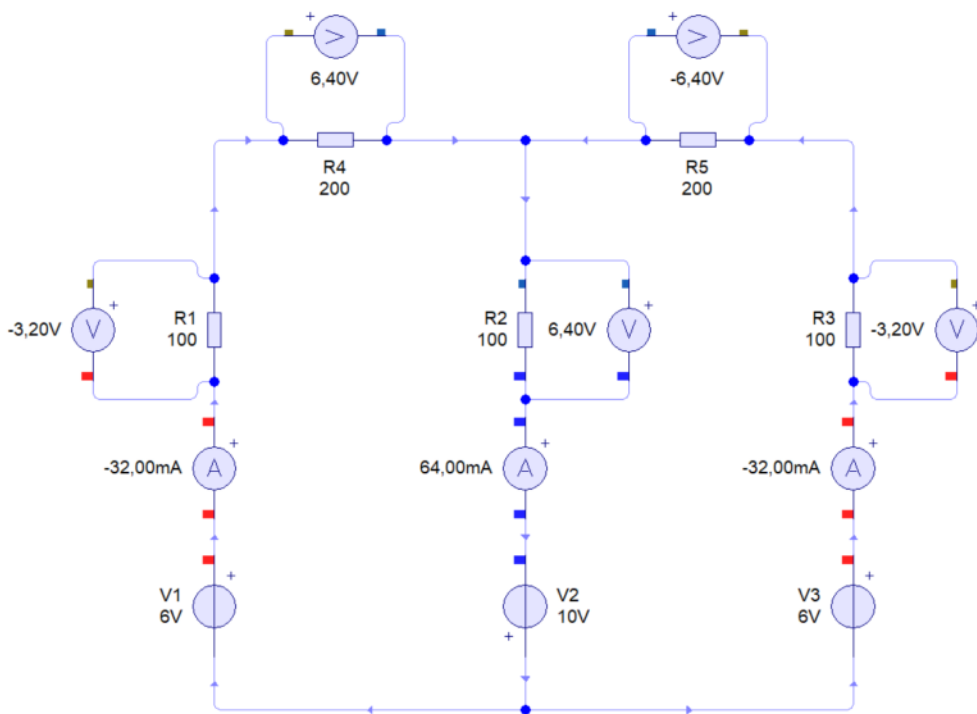 +
6,40V
+
-6,40V
R4
200
R5
200
+
V
-3,20V
R1
100
R2
100
+
V
6,40V
R3
100
+
V
-3,20V
+
A
-32,00mA
+
A
64,00mA
+
A
-32,00mA
+
V1
6V
+
V2
10V
+
V3
6V